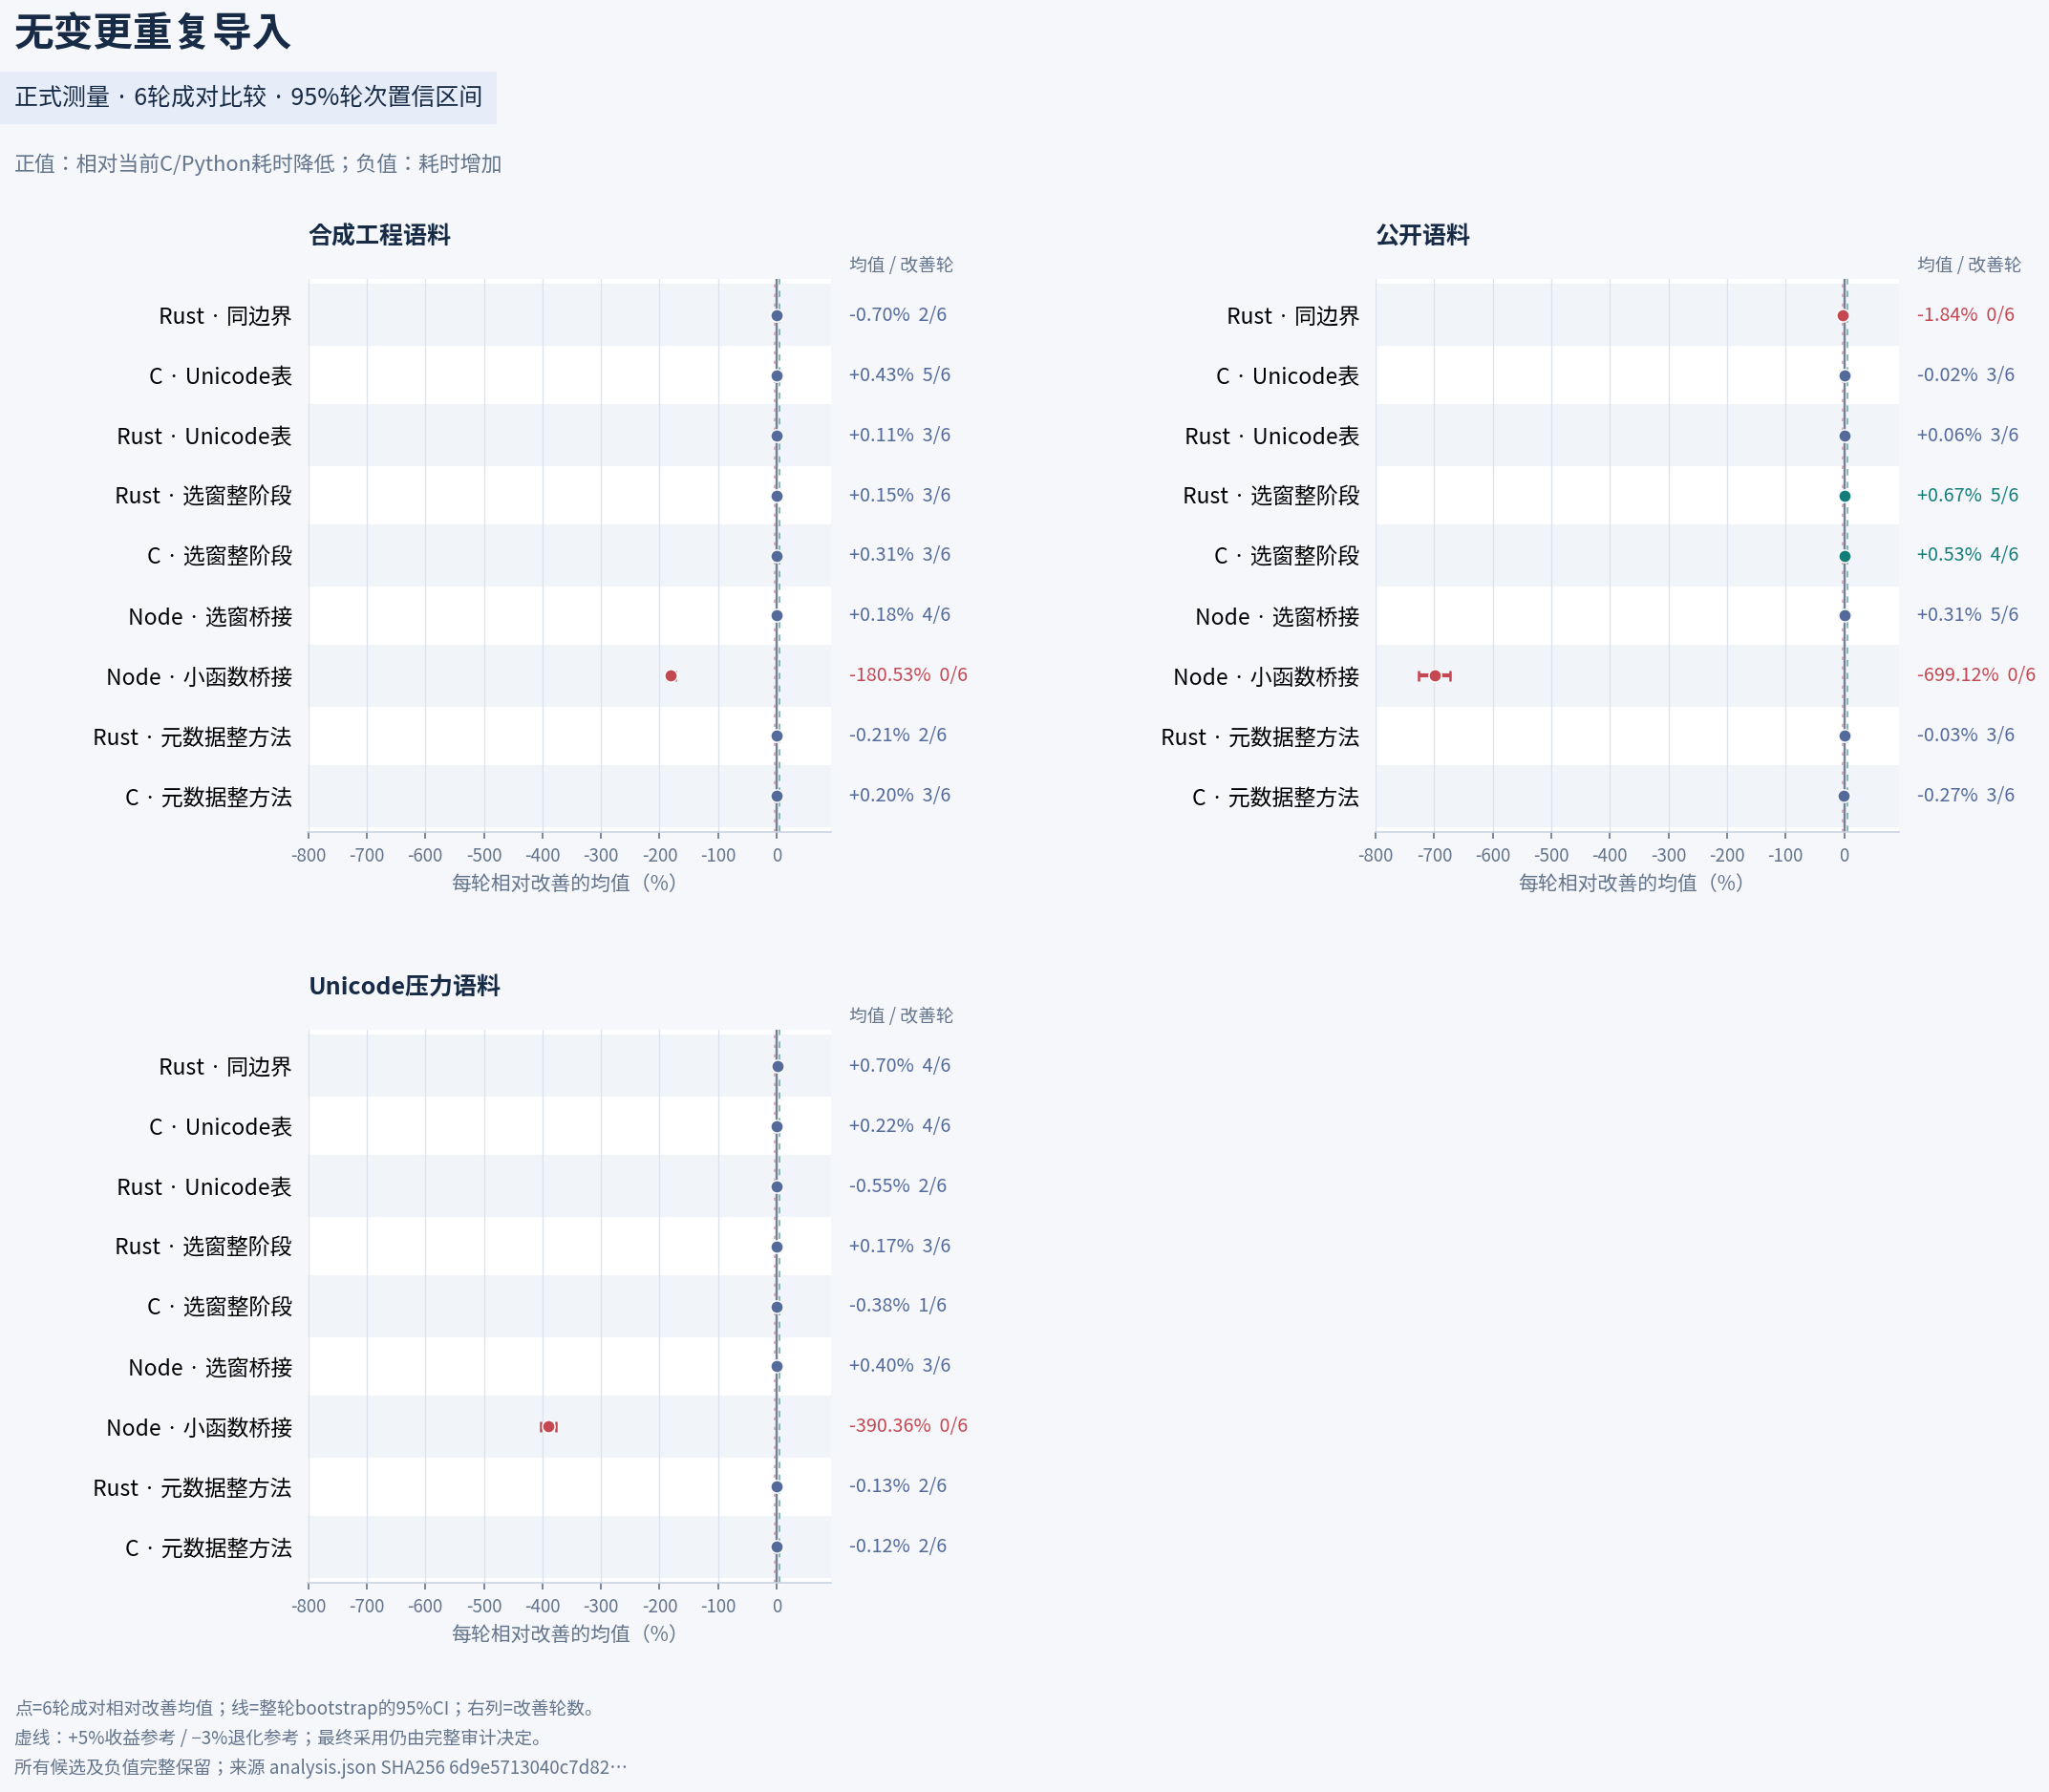 无变更重复导入
正式测量 · 6轮成对比较 · 95%轮次置信区间
正值：相对当前C/Python耗时降低；负值：耗时增加
合成工程语料
均值 / 改善轮
Rust · 同边界 -0.70% 2/6
C · Unicode表 +0.43% 5/6
Rust · Unicode表 +0.11% 3/6
Rust · 选窗整阶段 +0.15% 3/6
C · 选窗整阶段 +0.31% 3/6
Node · 选窗桥接 +0.18% 4/6
Node · 小函数桥接 -180.53% 0/6
Rust · 元数据整方法 -0.21% 2/6
C · 元数据整方法 +0.20% 3/6
-800 -700 -600 -500 -400 -300 -200 -100 0
每轮相对改善的均值（%）
公开语料
均值 / 改善轮
Rust · 同边界 -1.84% 0/6
C · Unicode表 -0.02% 3/6
Rust · Unicode表 +0.06% 3/6
Rust · 选窗整阶段 +0.67% 5/6
C · 选窗整阶段 +0.53% 4/6
Node · 选窗桥接 +0.31% 5/6
Node · 小函数桥接 -699.12% 0/6
Rust · 元数据整方法 -0.03% 3/6
C · 元数据整方法 -0.27% 3/6
-800 -700 -600 -500 -400 -300 -200 -100 0
每轮相对改善的均值（%）
Unicode压力语料
均值 / 改善轮
Rust · 同边界 +0.70% 4/6
C · Unicode表 +0.22% 4/6
Rust · Unicode表 -0.55% 2/6
Rust · 选窗整阶段 +0.17% 3/6
C · 选窗整阶段 -0.38% 1/6
Node · 选窗桥接 +0.40% 3/6
Node · 小函数桥接 -390.36% 0/6
Rust · 元数据整方法 -0.13% 2/6
C · 元数据整方法 -0.12% 2/6
-800 -700 -600 -500 -400 -300 -200 -100 0
每轮相对改善的均值（%）
点=6轮成对相对改善均值；线=整轮bootstrap的95%CI；右列=改善轮数。
虚线：+5%收益参考 / −3%退化参考；最终采用仍由完整审计决定。
所有候选及负值完整保留；来源 analysis.json SHA256 6d9e5713040c7d82…